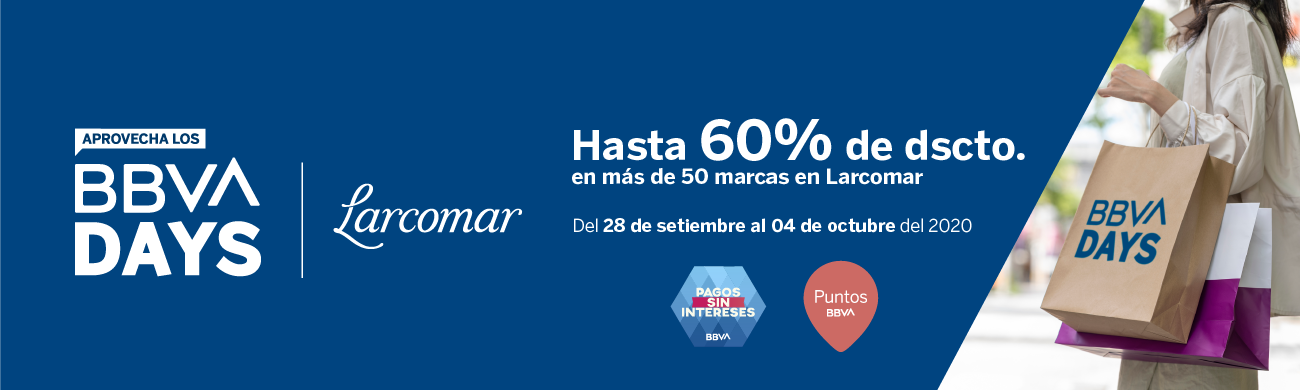 APROVECHA LOS
BBVA
DAYS
Larcomar
Hasta 60% de dscto.
en más de 50 marcas en Larcomar
Del 28 de setiembre al 04 de octubre del 2020
PAGOS
SIN
INTERESES
BBVA
Puntos
BBVA
BBVA
DAYS